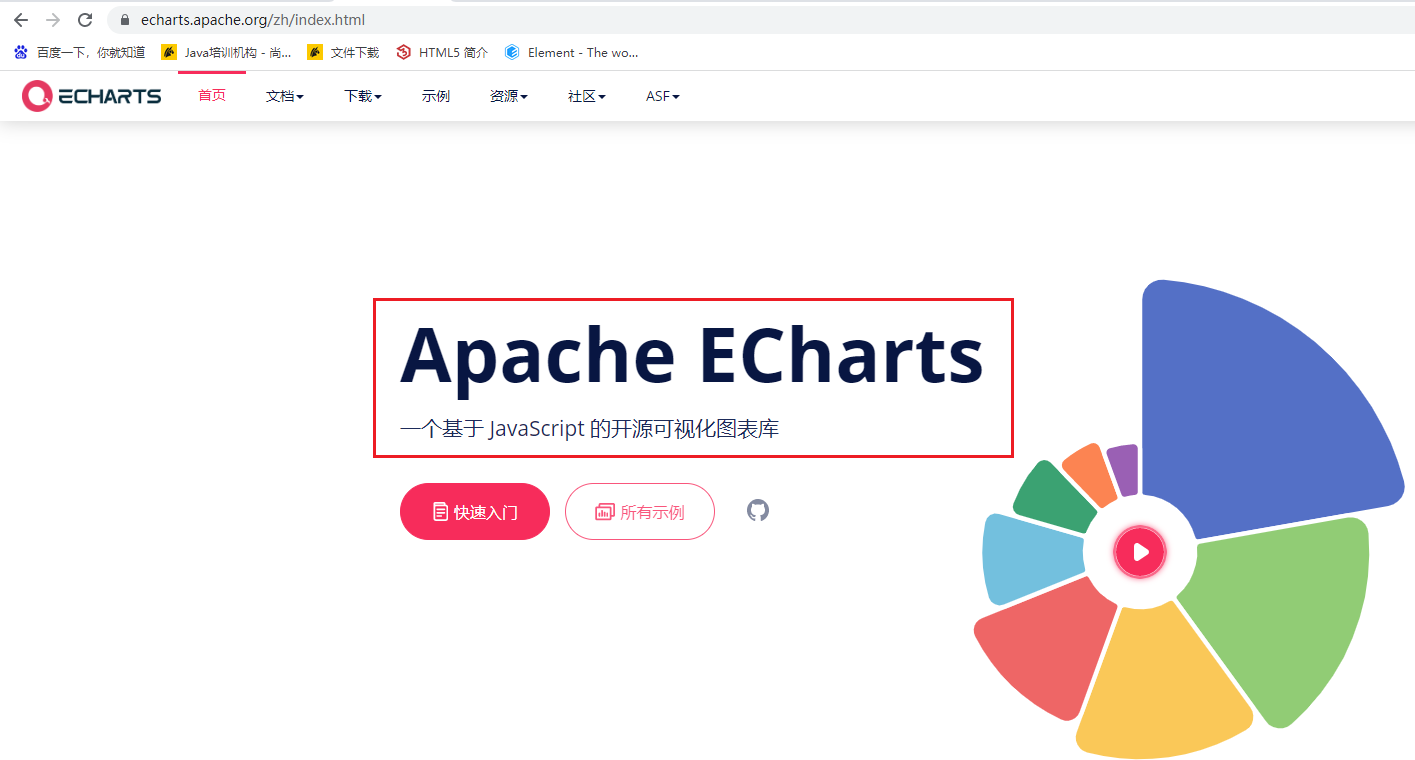 echarts.apache.org/zh/index.html
百度一下，你就知道 Java培训机构 - 尚... 文件下载 HTML5 简介 Element - The wo...
ECHARTS 首页 文档 下载 示例 资源 社区 ASF
Apache ECharts
一个基于 JavaScript 的开源可视化图表库
快速入门 所有示例